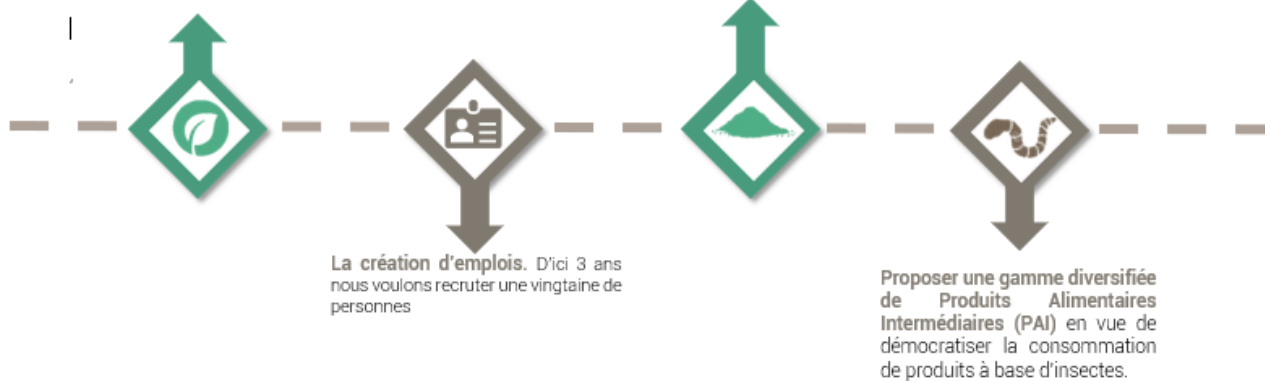 La création d'emplois. D'ici 3 ans
nous voulons recruter une vingtaine de
personnes
Proposer une gamme diversifiée
de Produits Alimentaires
Intermédiaires (PAI) en vue de
démocratiser la consommation
de produits à base d'insectes.